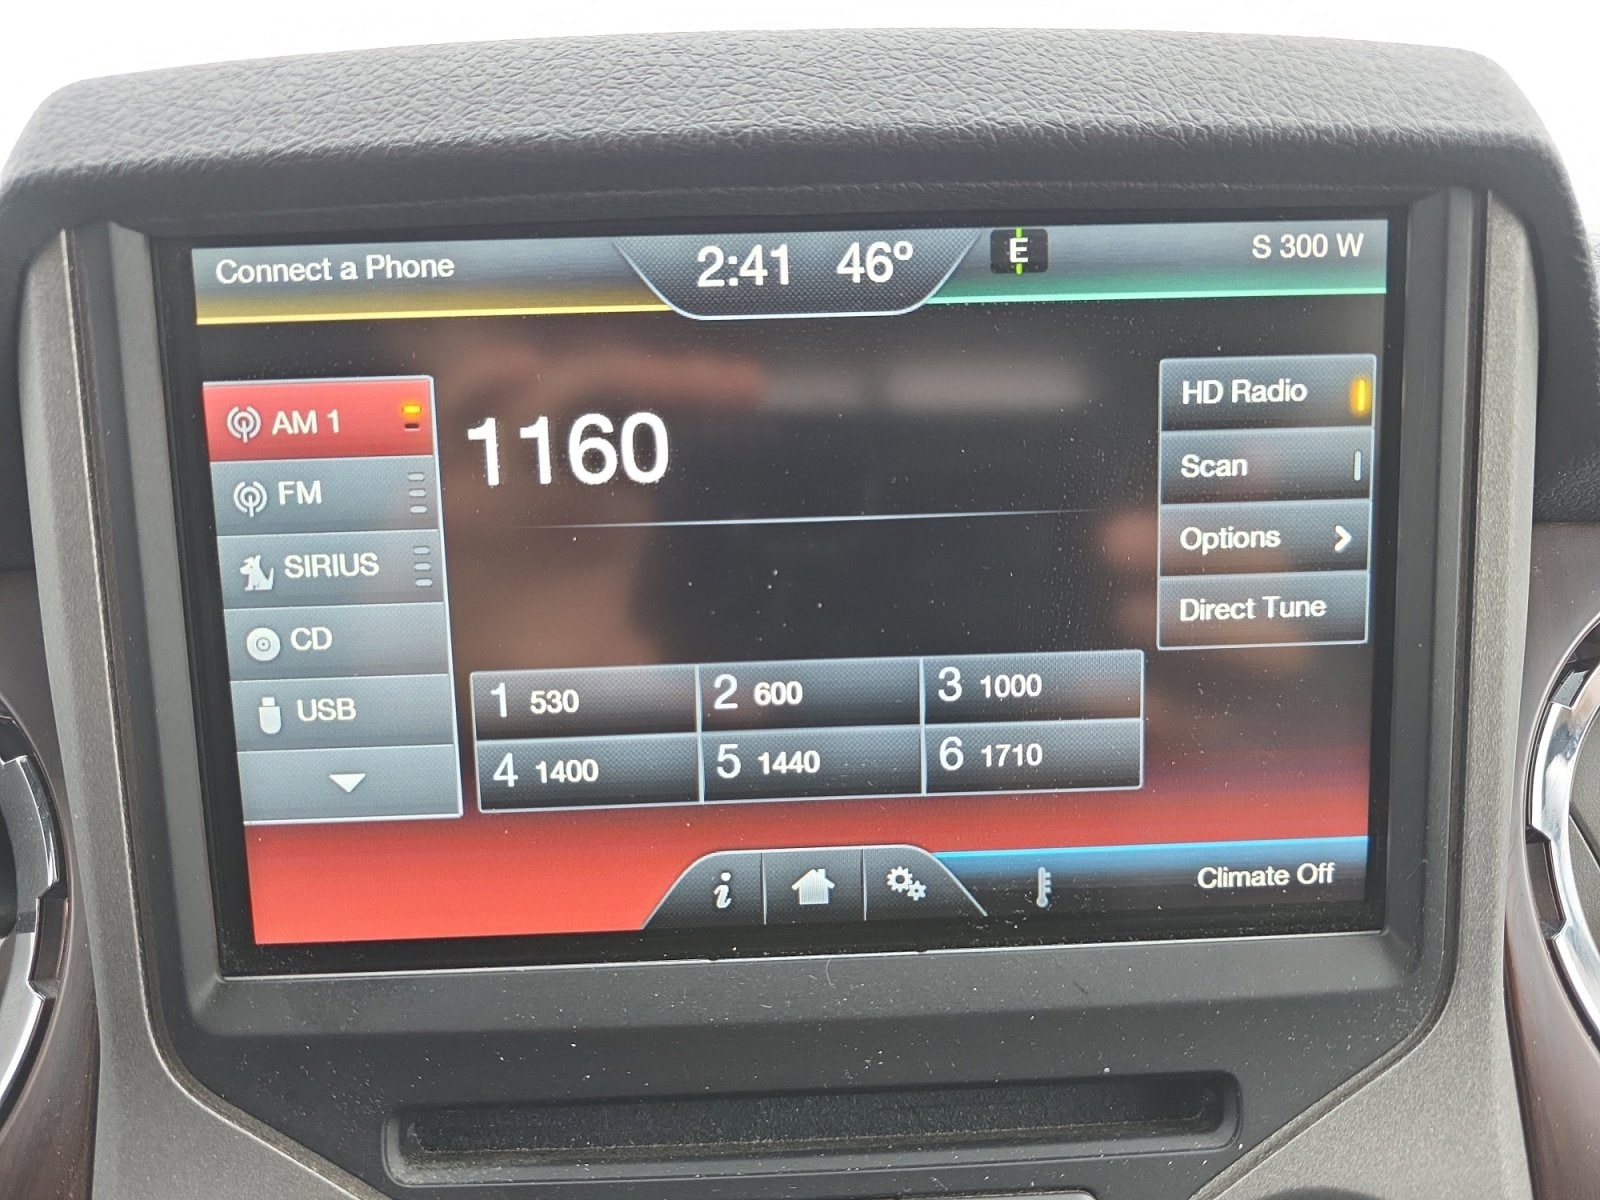 Connect a Phone
2:41 46°
E
S 300 W
AM 1
FM
SIRIUS
CD
USB
1160
HD Radio
Scan
Options
Direct Tune
1 530
2 600
3 1000
4 1400
5 1440
6 1710
i
Climate Off